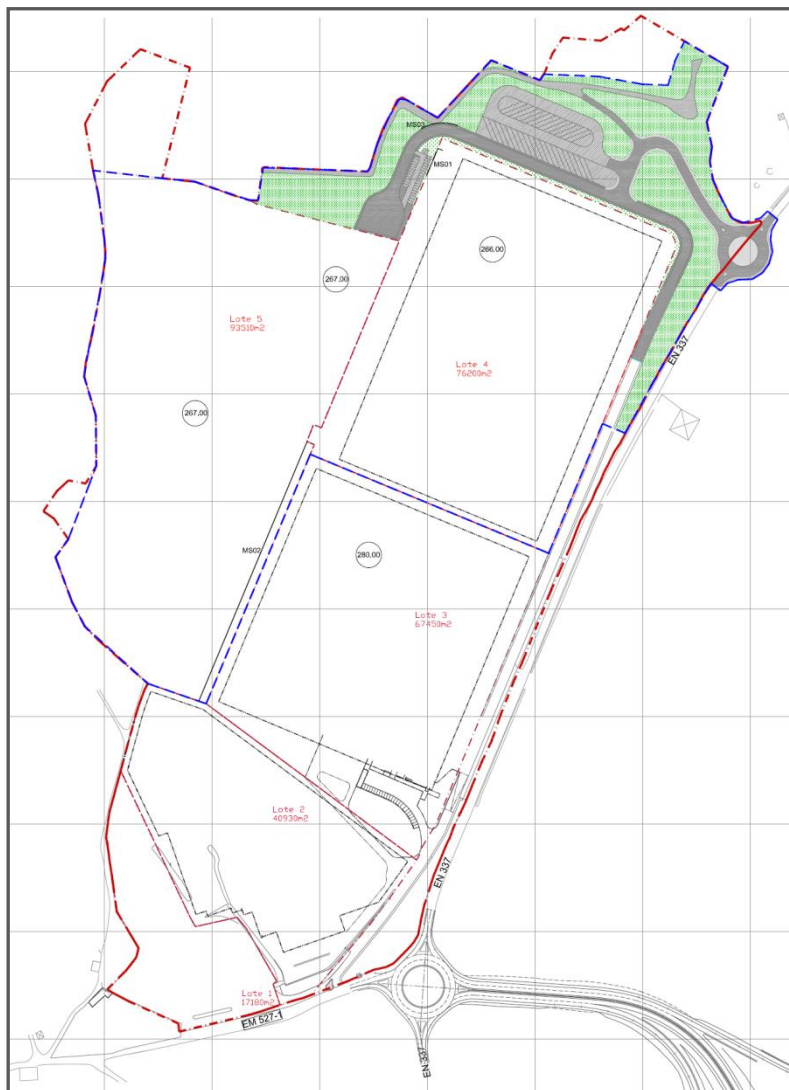 MS03
MS01
266.00
267.00
Lote 5
93510m2
EN 337
Lote 4
76200m2
267.00
MS02
280.00
Lote 3
67450m2
Lote 2
40930m2
EN 337
Lote 1
17180m2
EM 527-1
EN 337